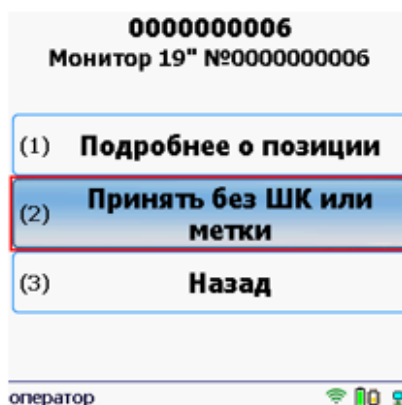 0000000006
Монитор 19" №0000000006
(1) Подробнее о позиции
(2) Принять без ШК или
метки
(3) Назад
оператор